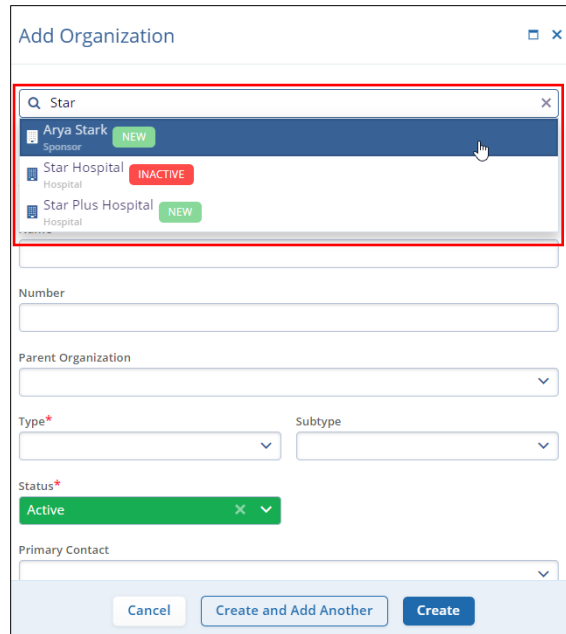 Add Organization
Star
Arya Stark NEW
Sponsor
Star Hospital INACTIVE
Hospital
Star Plus Hospital NEW
Hospital
Number
Parent Organization
Type* Subtype
Status*
Active
Primary Contact
Cancel Create and Add Another Create